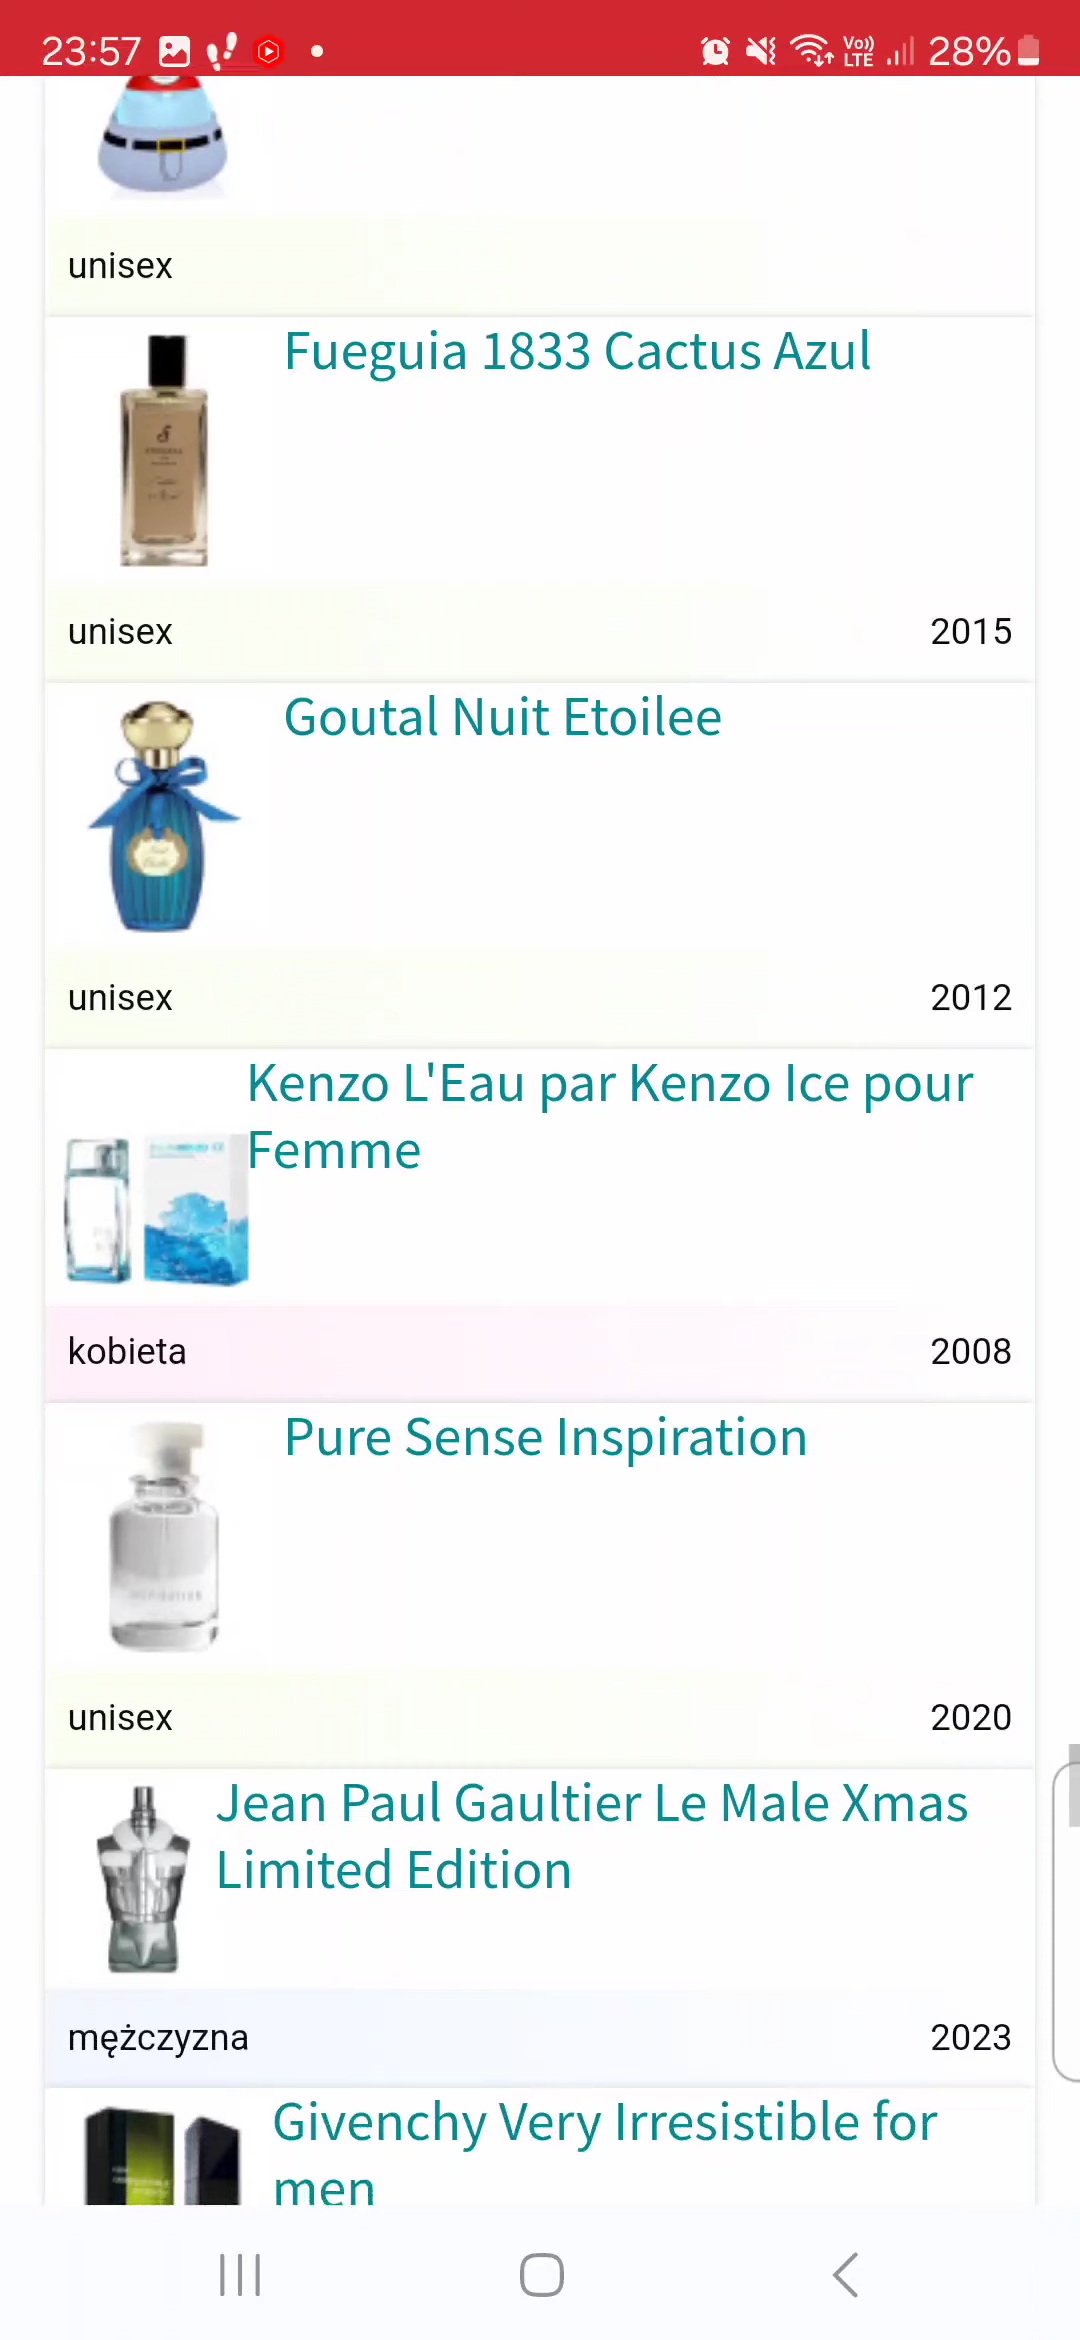 23:57
Vo))
LTE
28%
unisex
Fueguia 1833 Cactus Azul
unisex
2015
Goutal Nuit Etoilee
unisex
2012
Kenzo L'Eau par Kenzo Ice pour
Femme
kobieta
2008
Pure Sense Inspiration
unisex
2020
Jean Paul Gaultier Le Male Xmas
Limited Edition
mężczyzna
2023
Givenchy Very Irresistible for
men